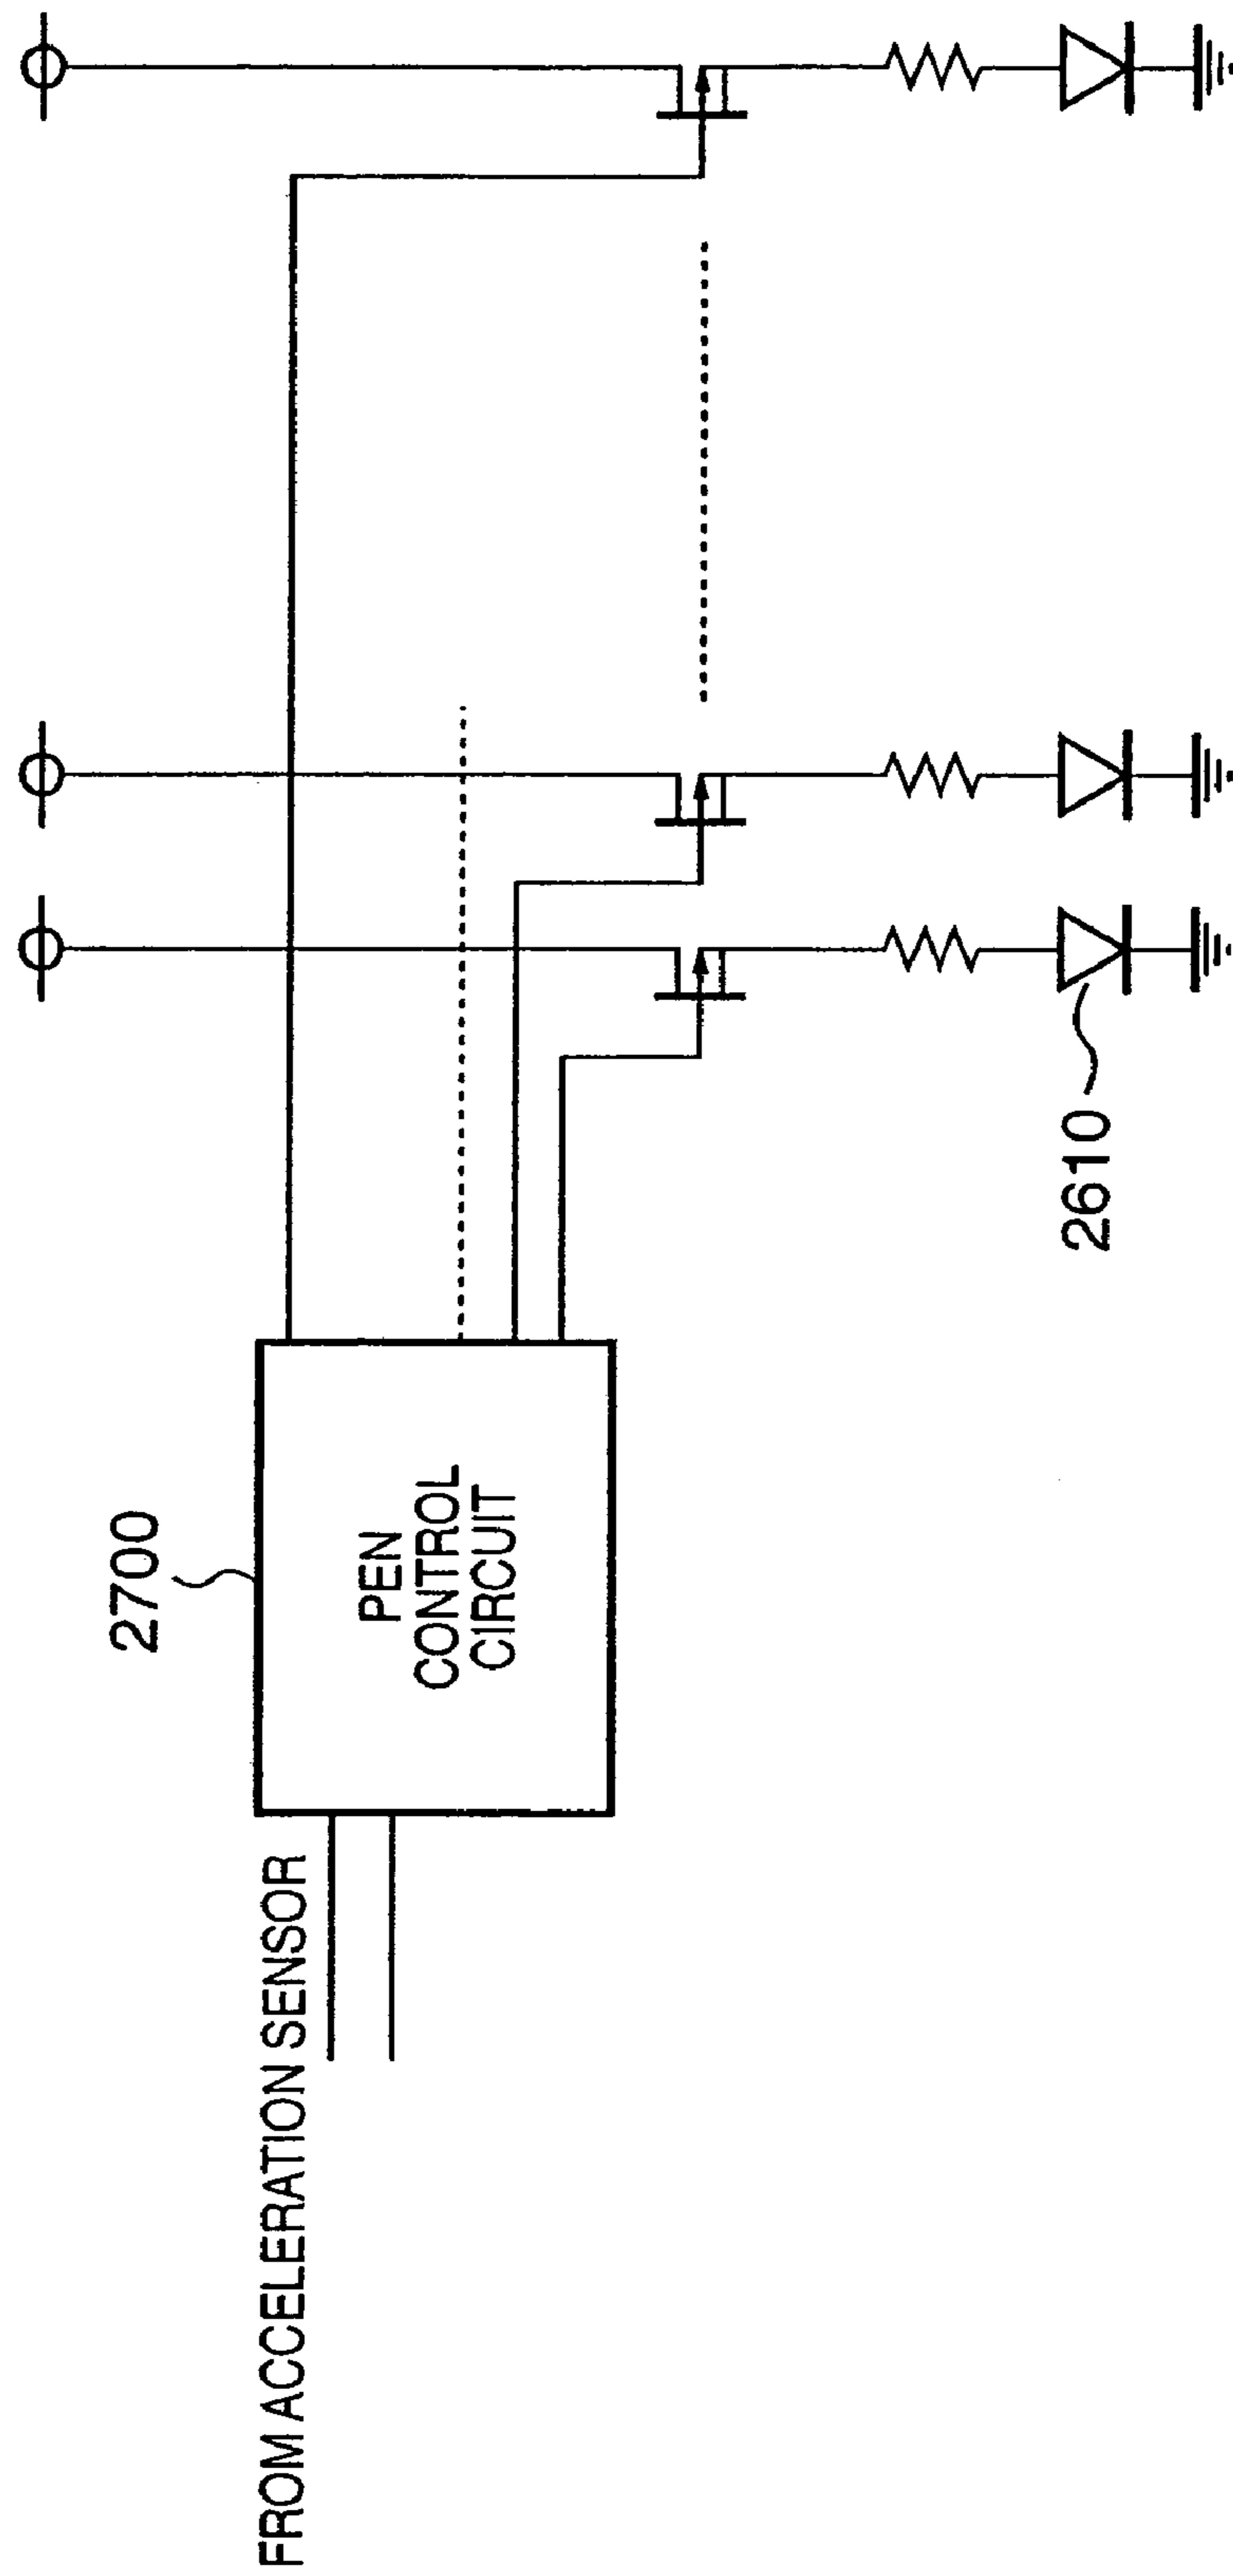 FROM ACCELERATION SENSOR
2700
PEN
CONTROL
CIRCUIT
2610